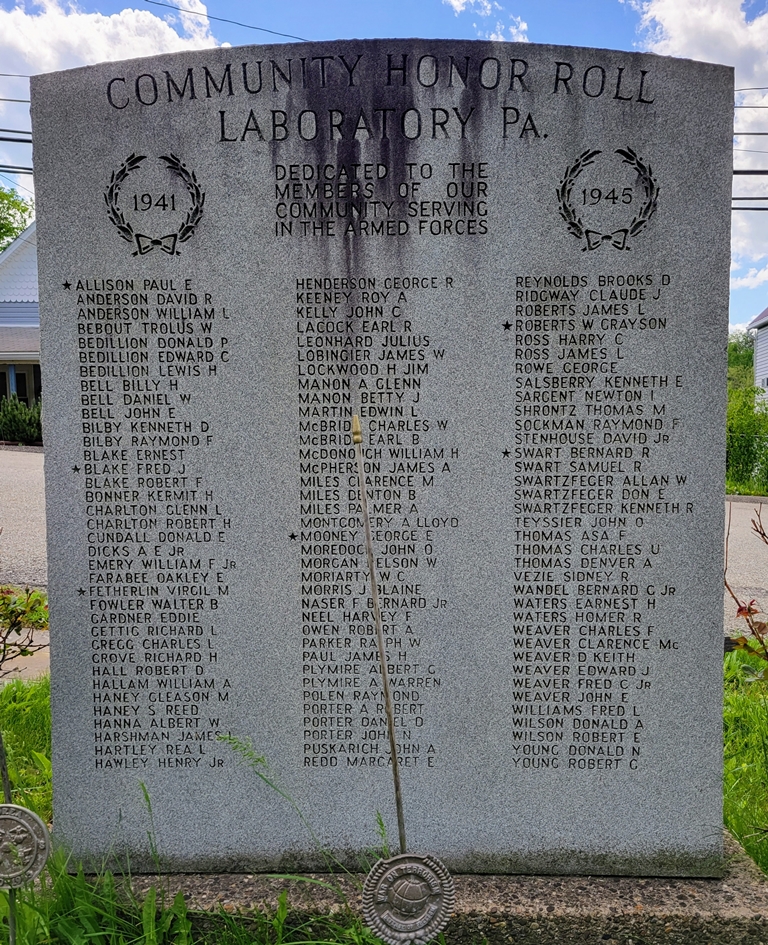 COMMUNITY HONOR ROLL
LABORATORY PA.
1941
DEDICATED TO THE
MEMBERS OF OUR
COMMUNITY SERVING
IN THE ARMED FORCES
1945
★ALLISON PAUL E
ANDERSON DAVID R
ANDERSON WILLIAM L
BEBOUT TROLUS W
BEDILLION DONALD P
BEDILLION EDWARD C
BEDILLION LEWIS H
BELL BILLY H
BELL DANIEL W
BELL JOHN E
BILBY KENNETH D
BILBY RAYMOND F
BLAKE ERNEST
★BLAKE FRED J
BLAKE ROBERT F
BONNER KERMIT H
CHARLTON GLENN L
CHARLTON ROBERT H
CUNDALL DONALD E
DICKS A E JR
EMERY WILLIAM F JR
FARABEE OAKLEY E
★FETHERLIN VIRGIL M
FOWLER WALTER B
GARDNER EDDIE
GETTIG RICHARD L
GREGG CHARLES L
GROVE RICHARD H
HALL ROBERT D
HALLAM WILLIAM A
HANEY GLEASON M
HANEY S REED
HANNA ALBERT W
HARSHMAN JAMES L
HARTLEY REA L
HAWLEY HENRY JR
HENDERSON GEORGE R
KEENEY ROY A
KELLY JOHN C
LACOCK EARL R
LEONHARD JULIUS
LOBINGIER JAMES W
LOCKWOOD H JIM
MANON A GLENN
MANON BETTY J
MARTIN EDWIN L
MCBRIDE CHARLES W
MCBRIDE EARL B
MCDONOUGH WILLIAM H
MCPHERSON JAMES A
MILES CLARENCE M
MILES DENTON B
MILES PALMER A
MONTGOMERY A LLOYD
★MOONEY GEORGE E
MOREDOCK JOHN O
MORGAN NELSON W
MORIARTY W C
MORRIS J BLAINE
NASER F BERNARD JR
NEEL HARVEY F
OWEN ROBERT A
PARKER RALPH W
PAUL JAMES H
PLYMIRE ALBERT G
PLYMIRE A WARREN
POLEN RAYMOND
PORTER A ROBERT
PORTER DANIEL D
PORTER JOHN N
PUSKARICH JOHN A
REDD MARGARET E
REYNOLDS BROOKS D
RIDGWAY CLAUDE J
ROBERTS JAMES L
★ROBERTS W GRAYSON
ROSS HARRY C
ROSS JAMES L
ROWE GEORGE
SALSBERRY KENNETH E
SARGENT NEWTON I
SHRONTZ THOMAS M
SOCKMAN RAYMOND F
STENHOUSE DAVID JR
★SWART BERNARD R
SWART SAMUEL R
SWARTZFEGER ALLAN W
SWARTZFEGER DON E
SWARTZFEGER KENNETH R
TEYSSIER JOHN O
THOMAS ASA F
THOMAS CHARLES U
THOMAS DENVER A
VEZIE SIDNEY R
WANDEL BERNARD G JR
WATERS EARNEST H
WATERS HOMER R
WEAVER CHARLES F
WEAVER CLARENCE MC
WEAVER D KEITH
WEAVER EDWARD J
WEAVER FRED C JR
WEAVER JOHN E
WILLIAMS FRED L
WILSON DONALD A
WILSON ROBERT E
YOUNG DONALD N
YOUNG ROBERT G